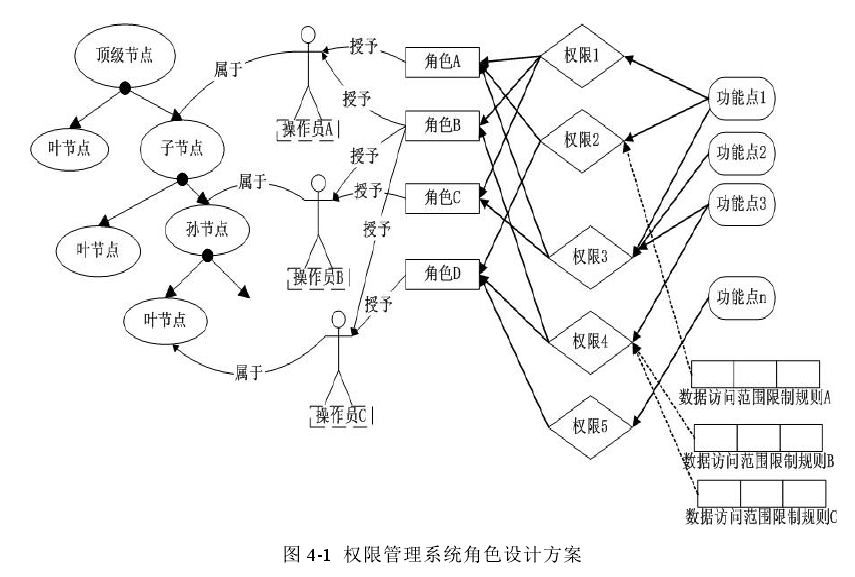 顶级节点
叶节点
子节点
叶节点
孙节点
叶节点
属于
属于
属于
操作员A
操作员B
操作员C
授予
授予
授予
授予
授予
授予
角色A
角色B
角色C
角色D
权限1
权限2
权限3
权限4
权限5
功能点1
功能点2
功能点3
功能点n
数据访问范围限制规则A
数据访问范围限制规则B
数据访问范围限制规则C
图 4-1 权限管理系统角色设计方案